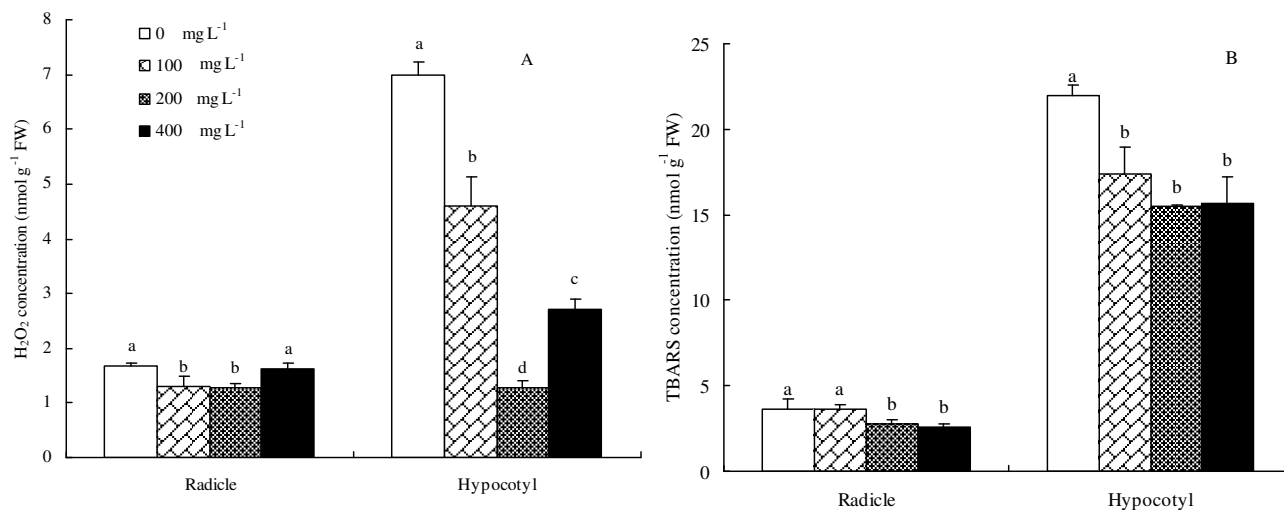 H₂O₂ concentration (nmol g⁻¹ FW)
8
7
6
5
4
3
2
1
0
0 mg L⁻¹
100 mg L⁻¹
200 mg L⁻¹
400 mg L⁻¹
A
a
b
b
a
a
b
d
c
Radicle
Hypocotyl
TBARS concentration (nmol g⁻¹ FW)
25
20
15
10
5
0
B
a
a
b
b
a
b
b
b
Radicle
Hypocotyl